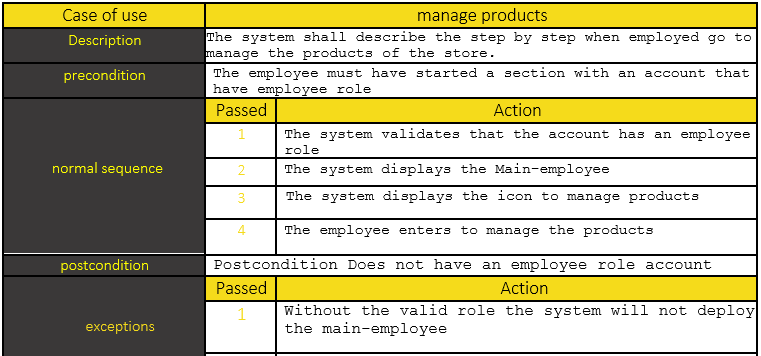 Case of use manage products
Description The system shall describe the step by step when employed go to
manage the products of the store.
precondition The employee must have started a section with an account that
have employee role
Passed Action
1 The system validates that the account has an employee
role
normal sequence 2 The system displays the Main-employee
3 The system displays the icon to manage products
4 The employee enters to manage the products
postcondition Postcondition Does not have an employee role account
Passed Action
1 Without the valid role the system will not deploy
exceptions the main-employee